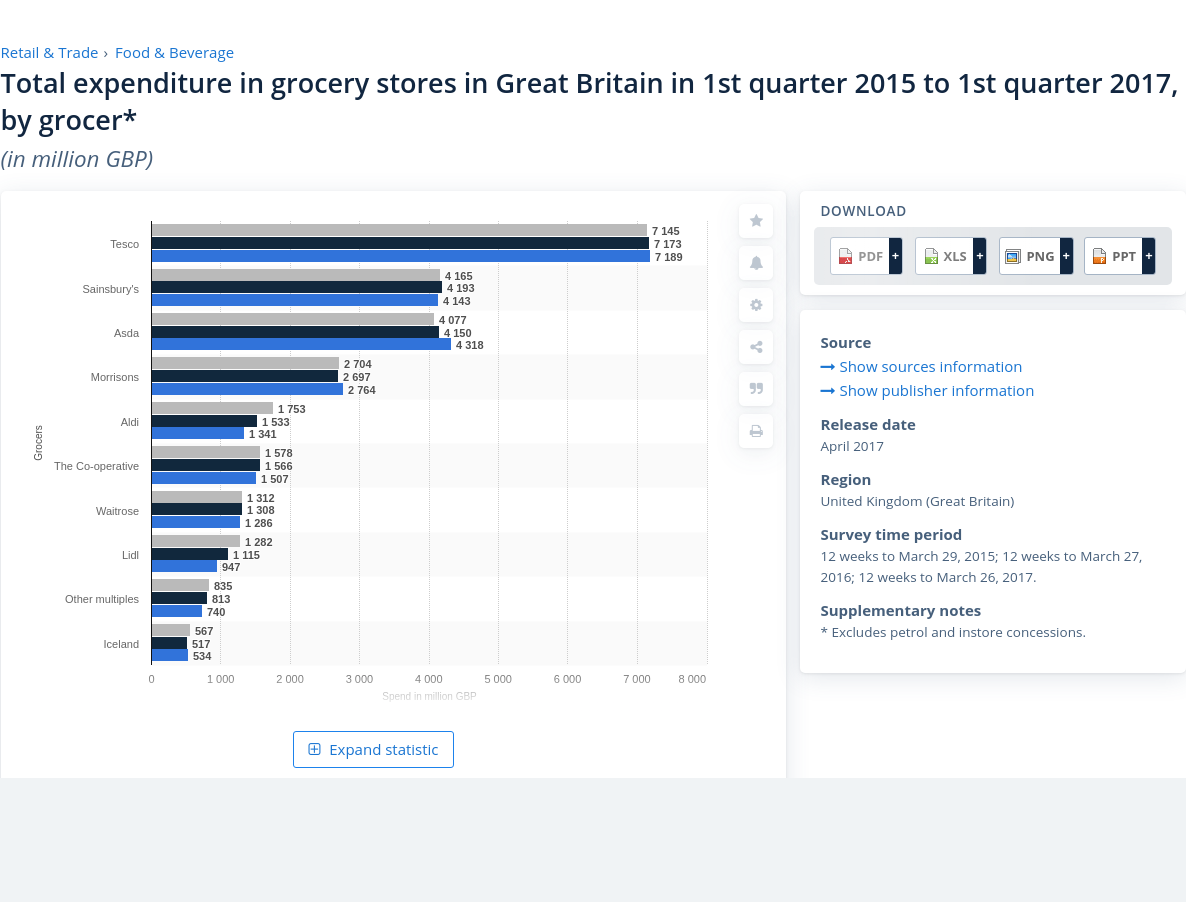 Retail & Trade › Food & Beverage
Total expenditure in grocery stores in Great Britain in 1st quarter 2015 to 1st quarter 2017,
by grocer*
(in million GBP)
Grocers
Tesco
7 145
7 173
7 189
Sainsbury's
4 165
4 193
4 143
Asda
4 077
4 150
4 318
Morrisons
2 704
2 697
2 764
Aldi
1 753
1 533
1 341
The Co-operative
1 578
1 566
1 507
Waitrose
1 312
1 308
1 286
Lidl
1 282
1 115
947
Other multiples
835
813
740
Iceland
567
517
534
0 1 000 2 000 3 000 4 000 5 000 6 000 7 000 8 000
Spend in million GBP
Expand statistic
DOWNLOAD
PDF + XLS + PNG + PPT +
Source
Show sources information
Show publisher information
Release date
April 2017
Region
United Kingdom (Great Britain)
Survey time period
12 weeks to March 29, 2015; 12 weeks to March 27,
2016; 12 weeks to March 26, 2017.
Supplementary notes
* Excludes petrol and instore concessions.